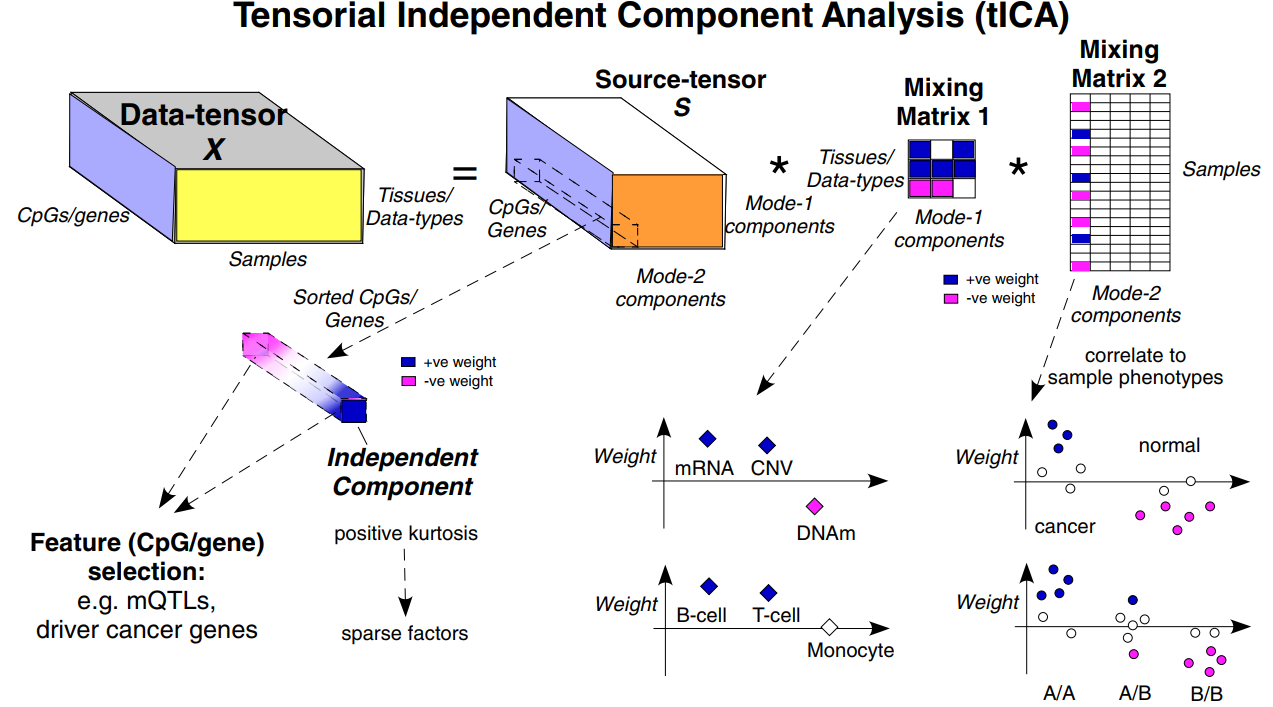 Tensorial Independent Component Analysis (tICA)
Data-tensor
X
CpGs/genes
Samples
Tissues/
Data-types
=
Source-tensor
S
CpGs/
Genes
Mode-2
components
Mode-1
components
*
Mixing
Matrix 1
Tissues/
Data-types
Mode-1
components
*
Mixing
Matrix 2
Samples
Mode-2
components
+ve weight
-ve weight
correlate to
sample phenotypes
Sorted CpGs/
Genes
+ve weight
-ve weight
Independent
Component
positive kurtosis
sparse factors
Feature (CpG/gene)
selection:
e.g. mQTLs,
driver cancer genes
Weight
mRNA
CNV
DNAm
Weight
B-cell
T-cell
Monocyte
Weight
normal
cancer
Weight
A/A
A/B
B/B